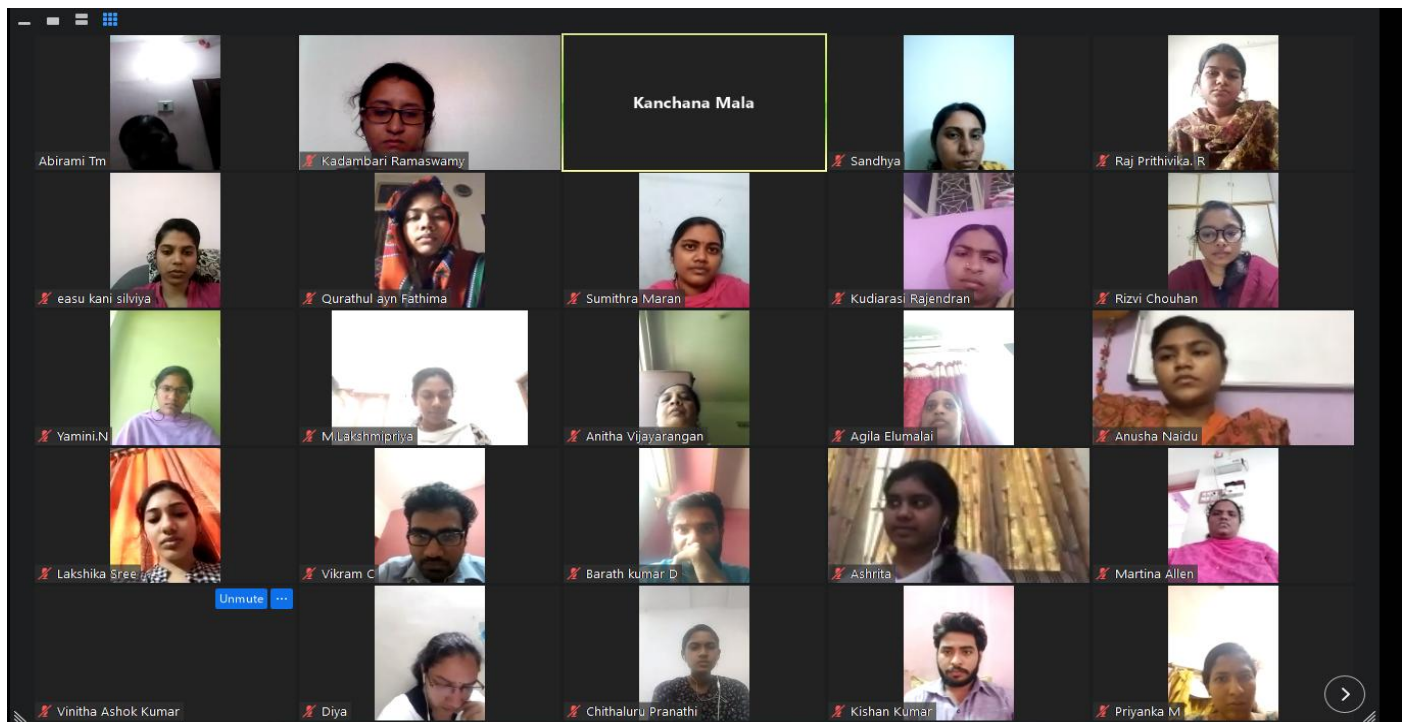 Abirami Tm
Kadambari Ramaswamy
Kanchana Mala
Sandhya
Raj Prithivika. R
easu kani silviya
Qurathul ayn Fathima
Sumithra Maran
Kudiarasi Rajendran
Rizvi Chouhan
Yamini.N
M.Lakshmipriya
Anitha Vijayarangan
Agila Elumalai
Anusha Naidu
Lakshika Sree
Vikram C
Barath kumar D
Ashrita
Martina Allen
Unmute ...
Vinitha Ashok Kumar
Diya
Chithaluru Pranathi
Kishan Kumar
Priyanka M